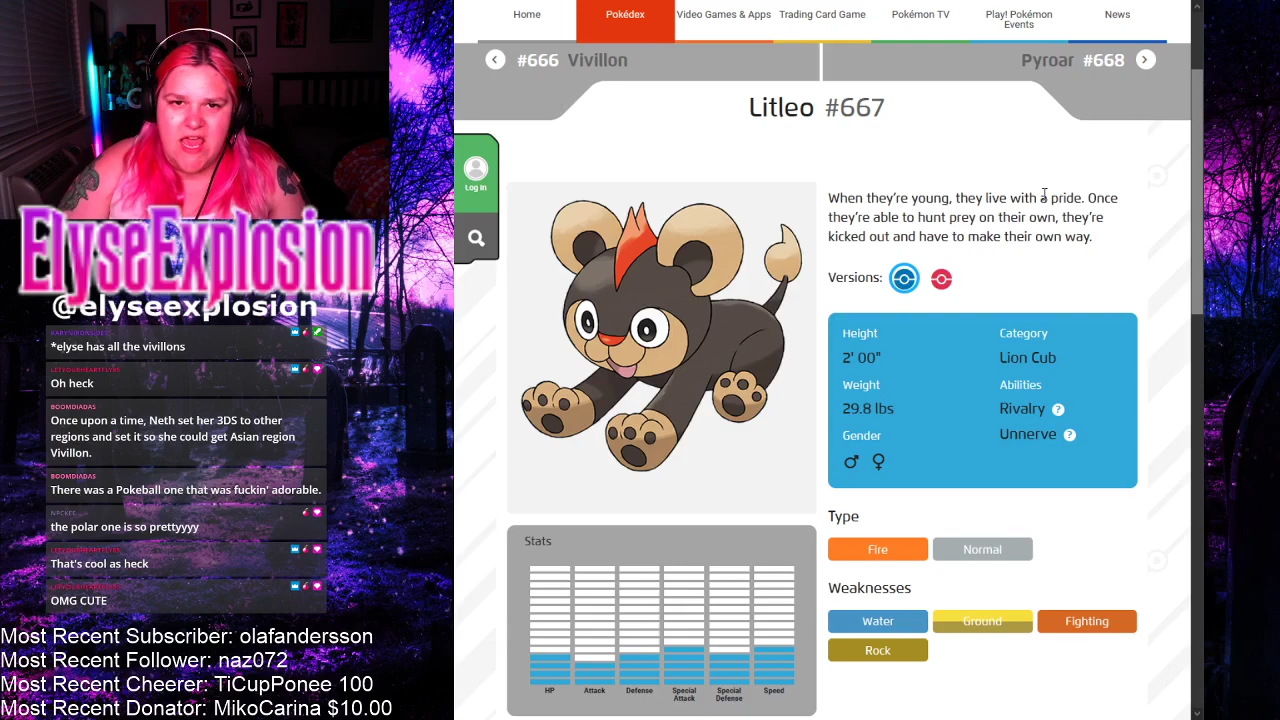 Home
Pokédex
Video Games & Apps
Trading Card Game
Pokémon TV
Play! Pokémon
Events
News
#666 Vivillon
Pyroar #668
Litleo #667
Log In
When they're young, they live with a pride. Once
they're able to hunt prey on their own, they're
kicked out and have to make their own way.
Versions:
Height
2' 00"
Weight
29.8 lbs
Gender
Category
Lion Cub
Abilities
Rivalry ?
Unnerve ?
Type
Fire
Normal
Weaknesses
Water
Ground
Fighting
Rock
Stats
HP
Attack
Defense
Special
Attack
Special
Defense
Speed
ElyseExplosion
@elyseexplosion
*elyse has all the vivilions
Oh heck
BOOMDIADAS
Once upon a time, Neth set her 3DS to other
regions and set it so she could get Asian region
Vivillon.
BOOMDIADAS
There was a Pokeball one that was fuckin' adorable.
the polar one is so prettyyyy
That's cool as heck
OMG CUTE
Most Recent Subscriber: olafandersson
Most Recent Follower: naz072
Most Recent Cheerer: TiCupPonee 100
Most Recent Donator: MikoCarina $10.00